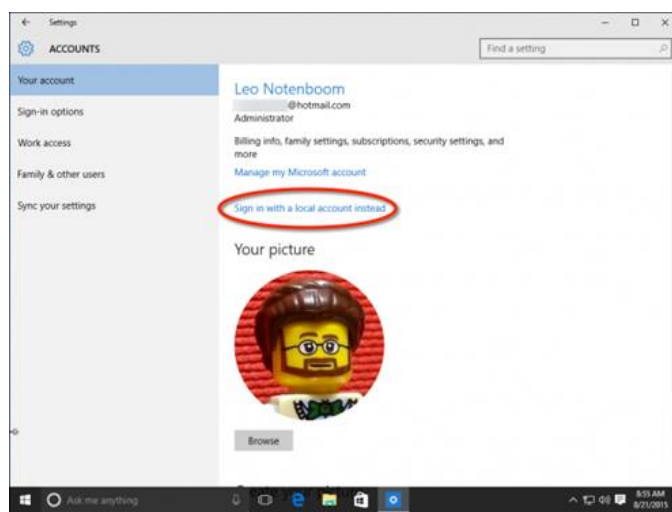 Settings
ACCOUNTS
Find a setting
Your account
Sign-in options
Work access
Family & other users
Sync your settings
Leo Notenboom
@hotmail.com
Administrator
Billing info, family settings, subscriptions, security settings, and
more
Manage my Microsoft account
Sign in with a local account instead
Your picture
Browse
Ask me anything
8:55 AM
8/21/2015